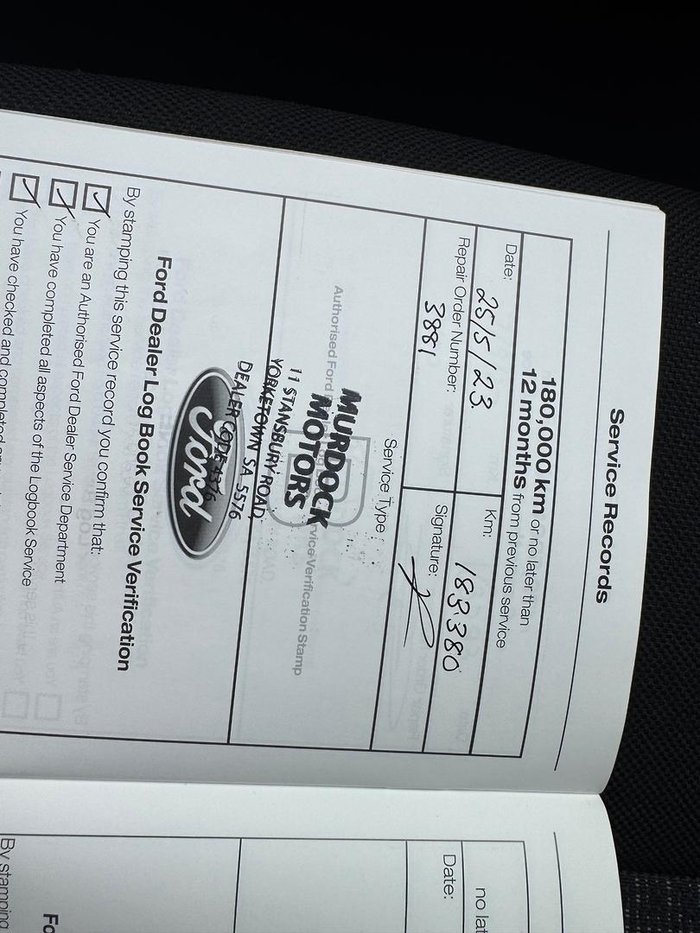 Service Records
180,000 km or no later than
12 months from previous service
Date: 25/5/23
Km: 183380
Repair Order Number: 3881
Signature:
Service Type
Authorised Ford
rvice Verification Stamp
MURDOCK
MOTORS
11 STANSBURY ROAD,
YORKETOWN SA 5576
DEALER CODE
Ford
Ford Dealer Log Book Service Verification
By stamping this service record you confirm that:
You are an Authorised Ford Dealer Service Department
You have completed all aspects of the Logbook Service
You have checked and completed
no lat
Date:
Fo
By stamping